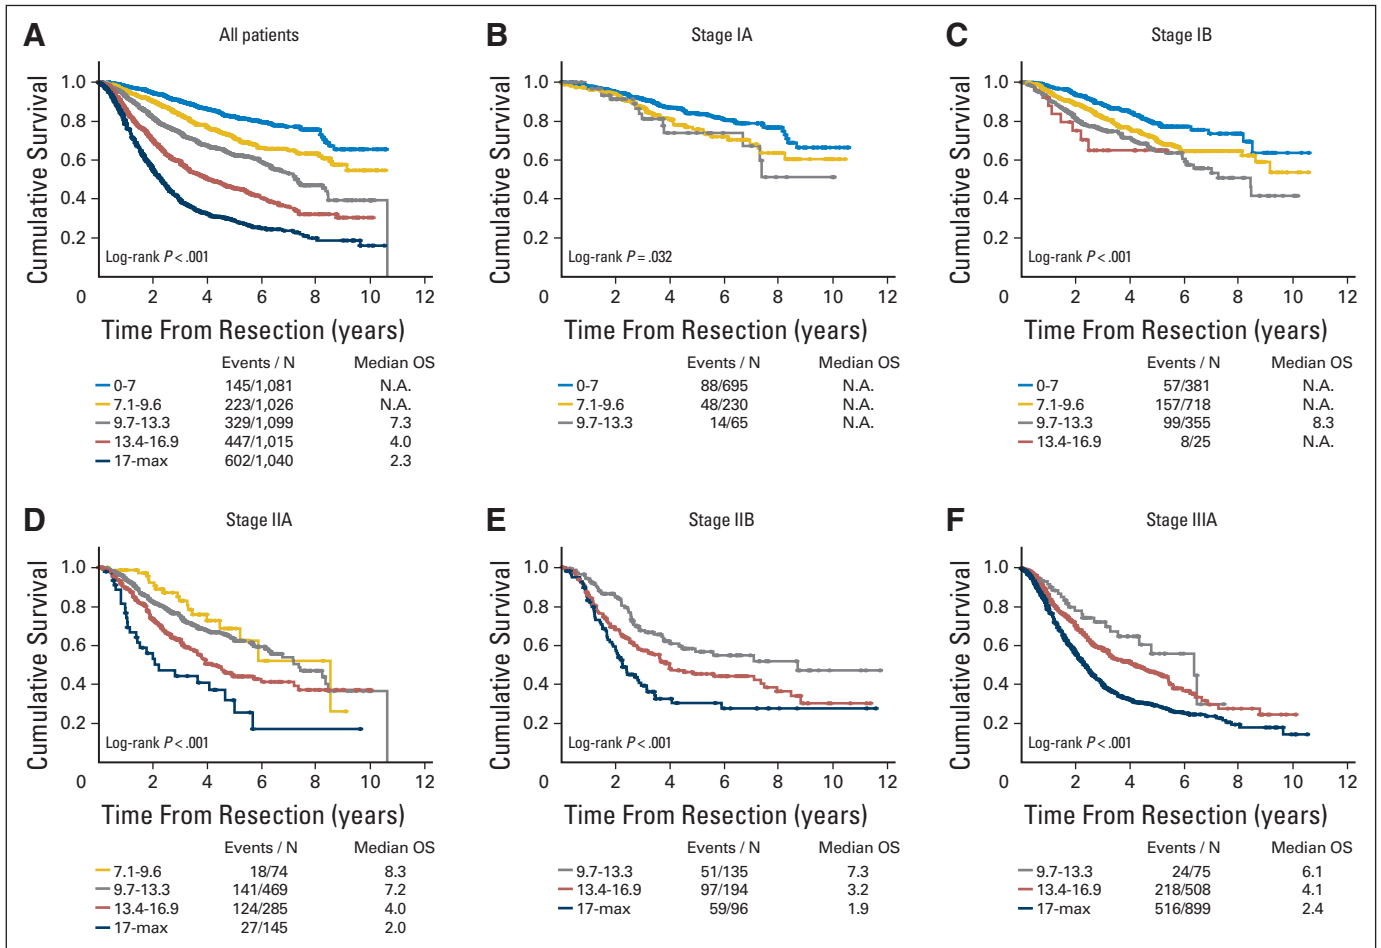 A
All patients
Cumulative Survival
1.0
0.8
0.6
0.4
0.2
Log-rank P < .001
0 2 4 6 8 10 12
Time From Resection (years)
Events / N Median OS
0-7 145/1,081 N.A.
7.1-9.6 223/1,026 N.A.
9.7-13.3 329/1,099 7.3
13.4-16.9 447/1,015 4.0
17-max 602/1,040 2.3
B
Stage IA
Cumulative Survival
1.0
0.8
0.6
0.4
0.2
Log-rank P = .032
0 2 4 6 8 10 12
Time From Resection (years)
Events / N Median OS
0-7 88/695 N.A.
7.1-9.6 48/230 N.A.
9.7-13.3 14/65 N.A.
C
Stage IB
Cumulative Survival
1.0
0.8
0.6
0.4
0.2
Log-rank P < .001
0 2 4 6 8 10 12
Time From Resection (years)
Events / N Median OS
0-7 57/381 N.A.
7.1-9.6 157/718 N.A.
9.7-13.3 99/355 8.3
13.4-16.9 8/25 N.A.
D
Stage IIA
Cumulative Survival
1.0
0.8
0.6
0.4
0.2
Log-rank P < .001
0 2 4 6 8 10 12
Time From Resection (years)
Events / N Median OS
7.1-9.6 18/74 8.3
9.7-13.3 141/469 7.2
13.4-16.9 124/285 4.0
17-max 27/145 2.0
E
Stage IIB
Cumulative Survival
1.0
0.8
0.6
0.4
0.2
Log-rank P < .001
0 2 4 6 8 10 12
Time From Resection (years)
Events / N Median OS
9.7-13.3 51/135 7.3
13.4-16.9 97/194 3.2
17-max 59/96 1.9
F
Stage IIIA
Cumulative Survival
1.0
0.8
0.6
0.4
0.2
Log-rank P < .001
0 2 4 6 8 10 12
Time From Resection (years)
Events / N Median OS
9.7-13.3 24/75 6.1
13.4-16.9 218/508 4.1
17-max 516/899 2.4